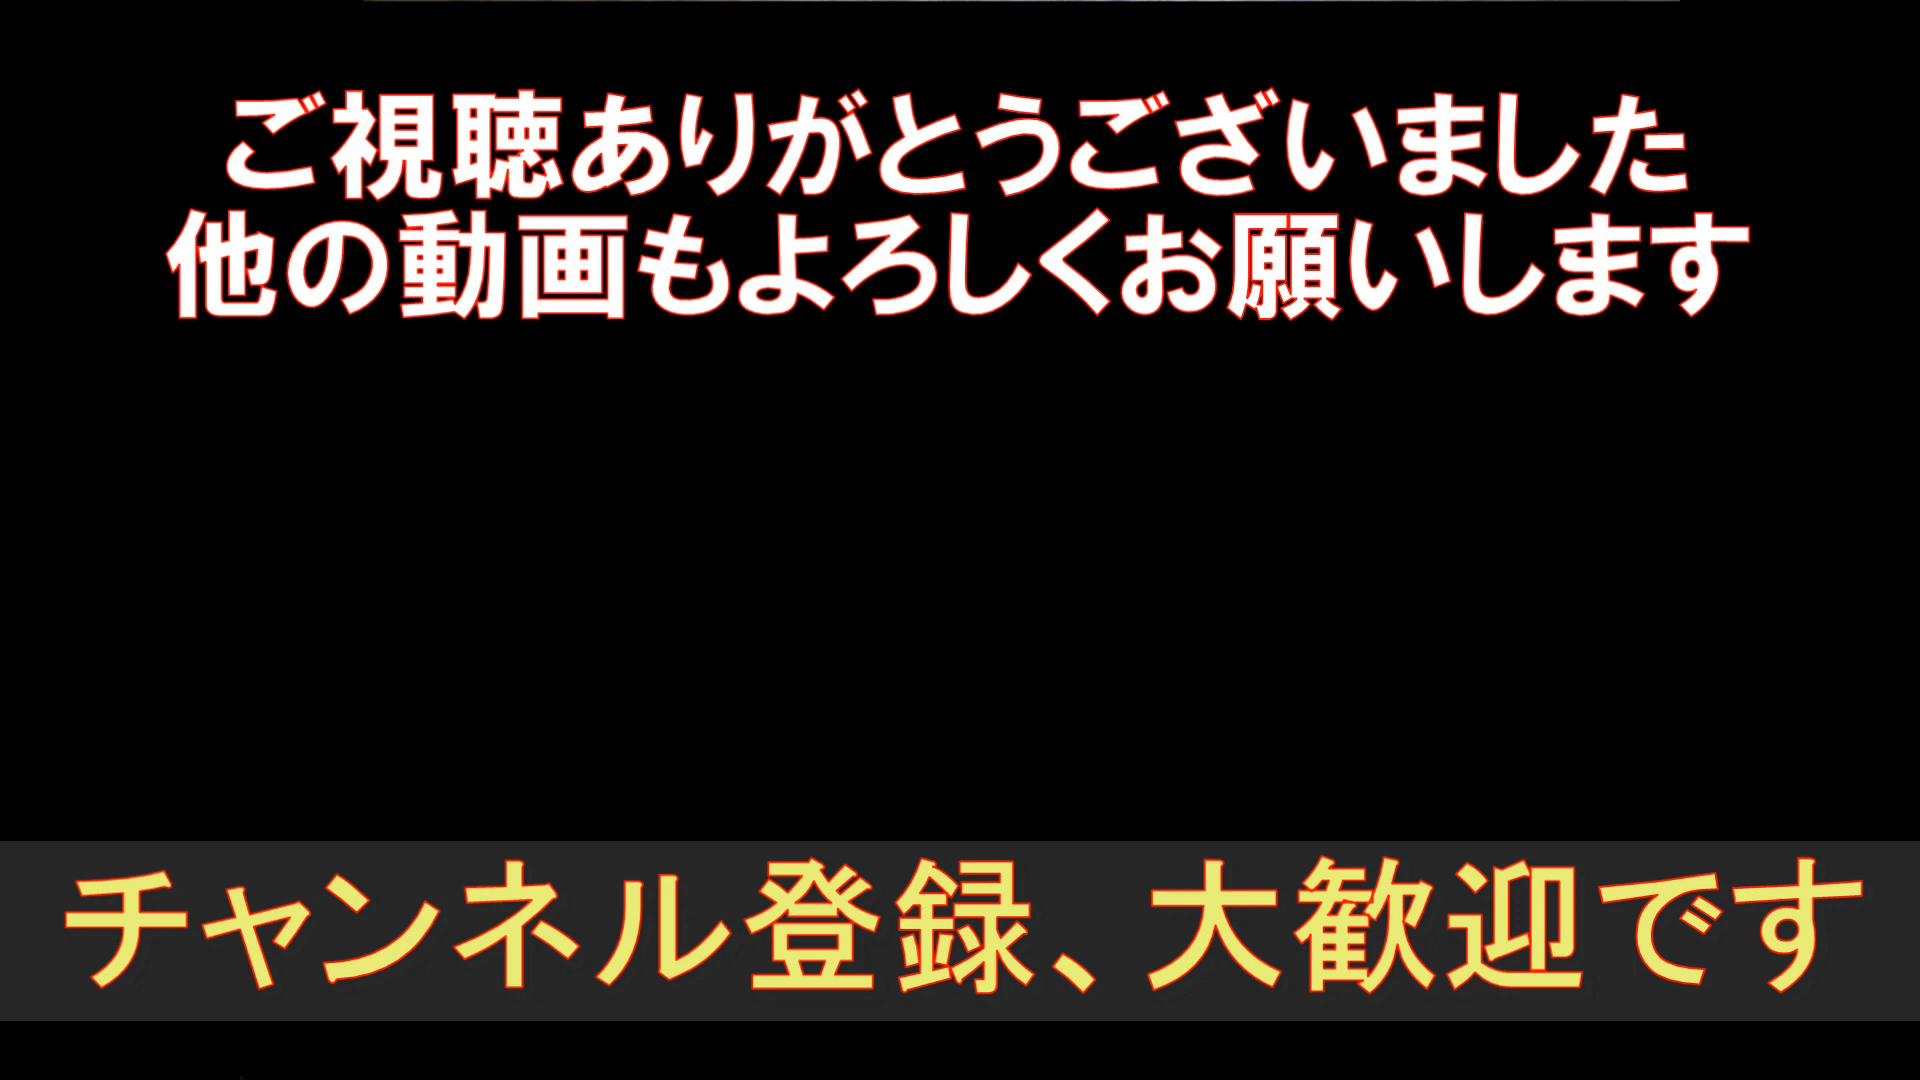 ご視聴ありがとうございました
他の動画もよろしくお願いします
チャンネル登録、大歓迎です